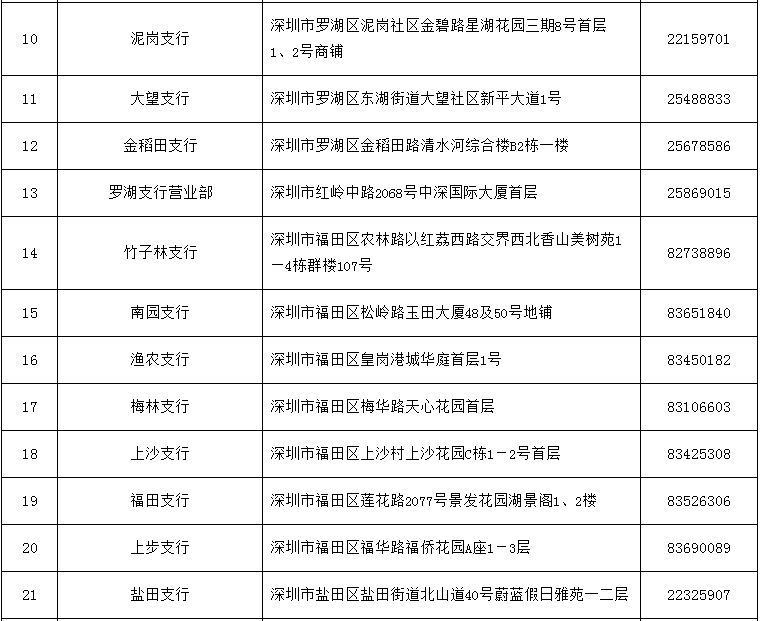 10 泥岗支行 深圳市罗湖区泥岗社区金碧路星湖花园三期8号首层 22159701
1、2号商铺
11 大望支行 深圳市罗湖区东湖街道大望社区新平大道1号 25488833
12 金稻田支行 深圳市罗湖区金稻田路清水河综合楼B2栋一楼 25678586
13 罗湖支行营业部 深圳市红岭中路2068号中深国际大厦首层 25869015
14 竹子林支行 深圳市福田区农林路以红荔西路交界西北香山美树苑1 82738896
—4栋群楼107号
15 南园支行 深圳市福田区松岭路玉田大厦48及50号地铺 83651840
16 渔农支行 深圳市福田区皇岗港城华庭首层1号 83450182
17 梅林支行 深圳市福田区梅华路天心花园首层 83106603
18 上沙支行 深圳市福田区上沙村上沙花园C栋1－2号首层 83425308
19 福田支行 深圳市福田区莲花路2077号景发花园湖景阁1、2楼 83526306
20 上步支行 深圳市福田区福华路福侨花园A座1－3层 83690089
21 盐田支行 深圳市盐田区盐田街道北山道40号蔚蓝假日雅苑一二层 22325907